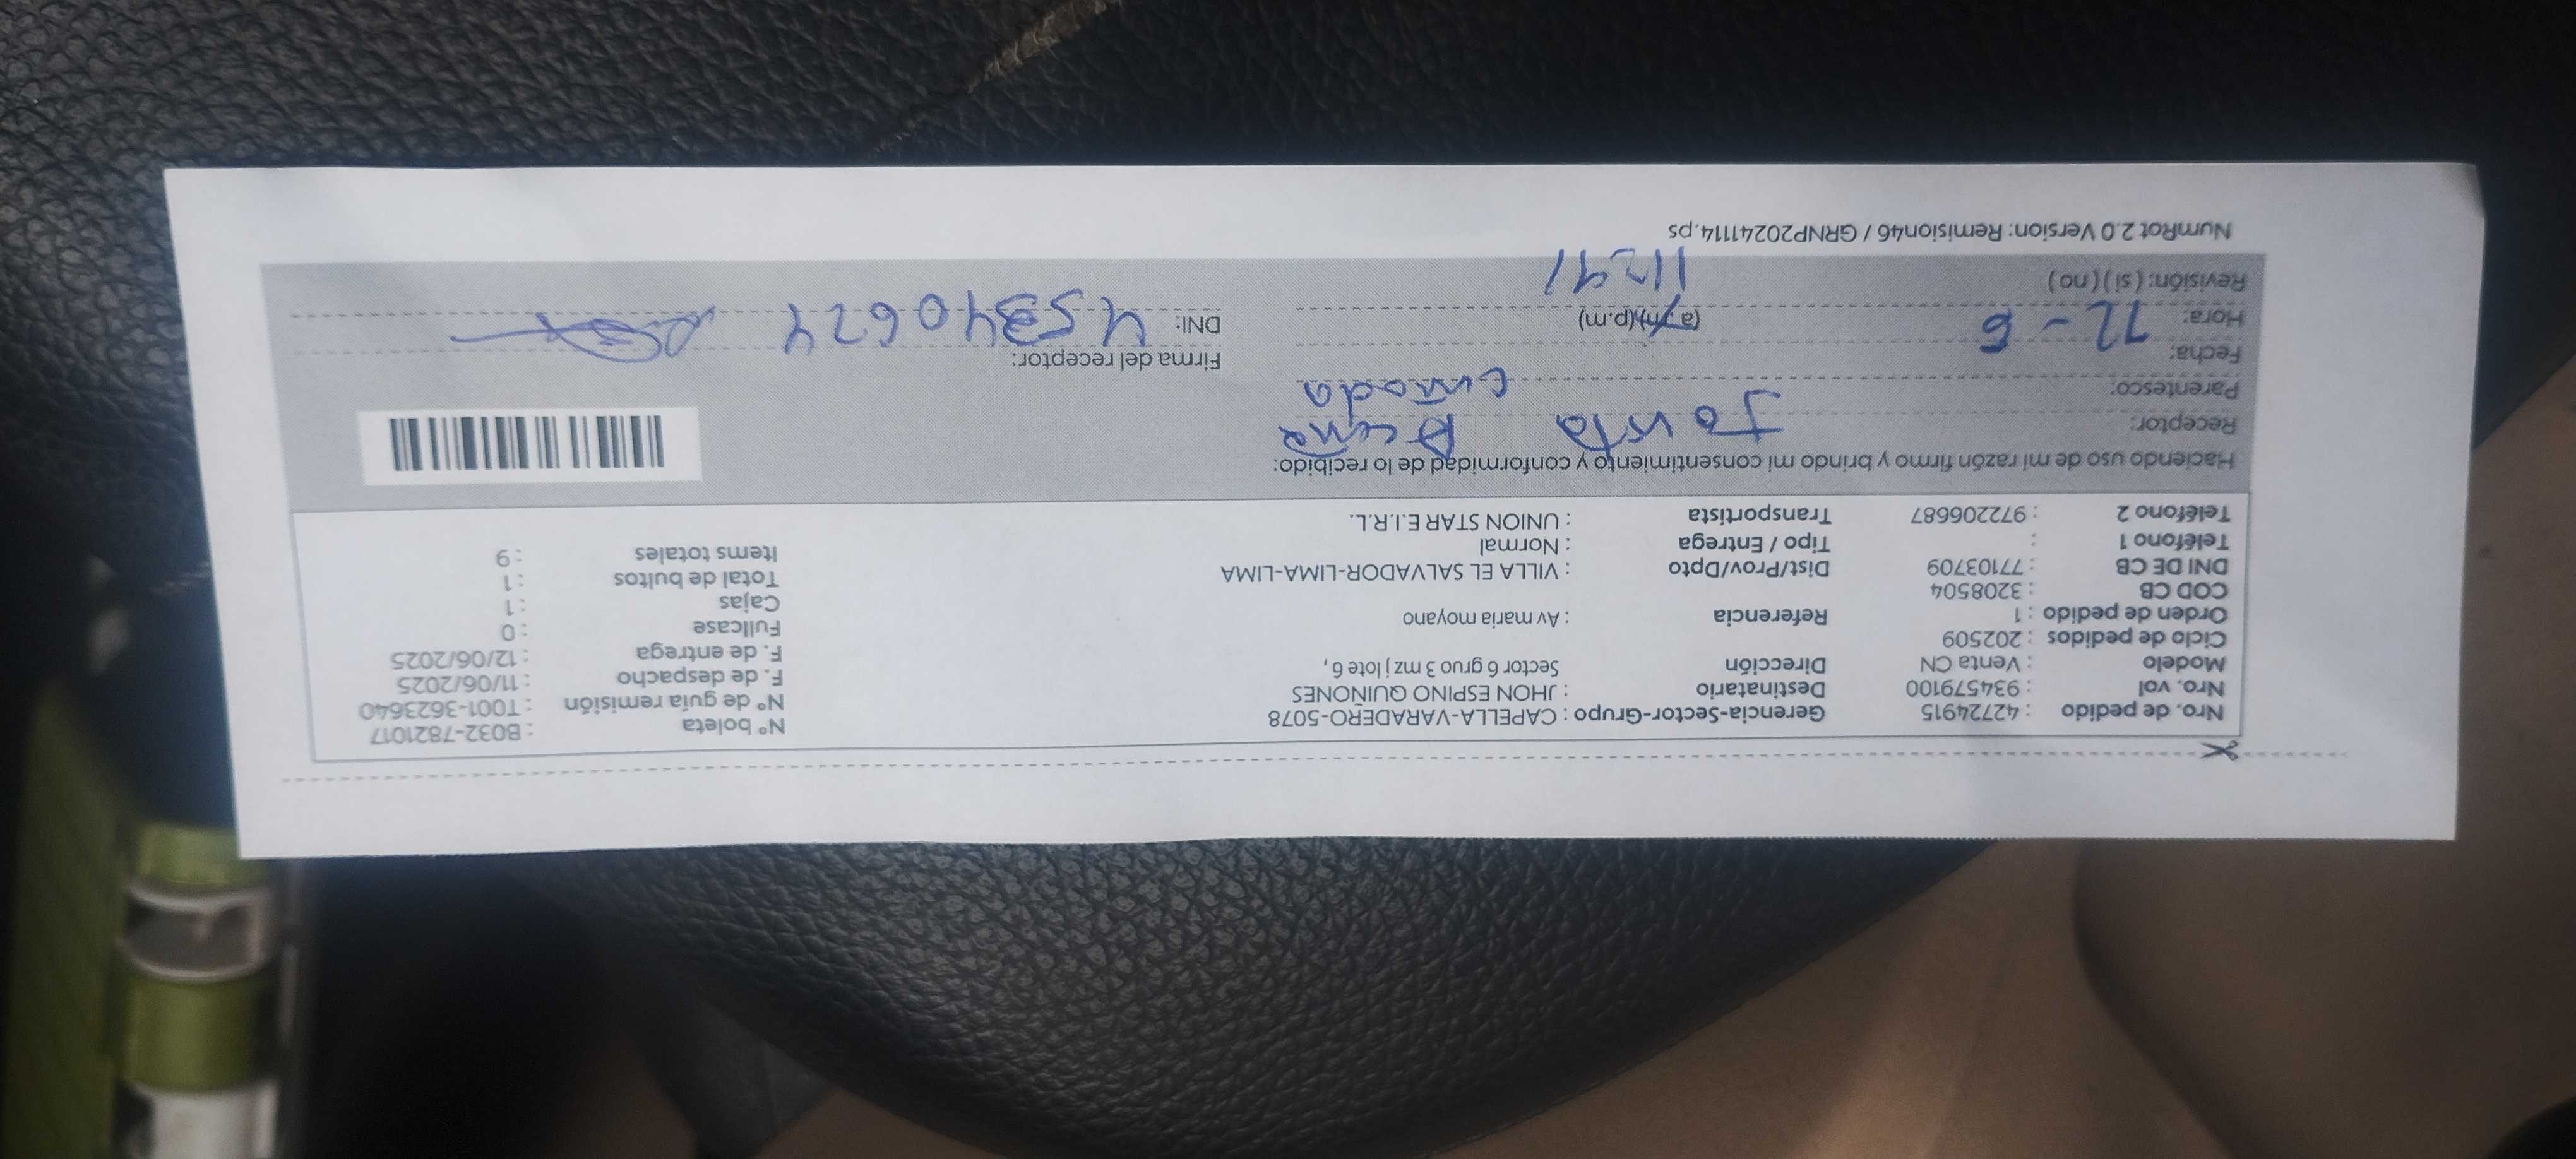 Nro. de pedido : 42724915 Gerencia-Sector-Grupo : CAPELLA-VARADERO-5078 N° boleta : B032-7821017
Nro. vol : 934579100 Destinatario : JHON ESPINO QUIÑONES N° de guía remisión : T001-3623640
Modelo : Venta CN Dirección Sector 6 gruo 3 mz j lote 6, F. de despacho : 11/06/2025
Ciclo de pedidos : 202509 F. de entrega : 12/06/2025
Orden de pedido : 1 Referencia : Av maria moyano Fullcase : 0
COD CB : 3208504 Cajas : 1
DNI DE CB : 77103709 Dist/Prov/Dpto : VILLA EL SALVADOR-LIMA-LIMA Total de bultos : 1
Teléfono 1 : Tipo / Entrega : Normal Items totales : 9
Teléfono 2 : 972206687 Transportista : UNION STAR E.I.R.L.
Haciendo uso de mi razón firmo y brindo mi consentimiento y conformidad de lo recibido:
Receptor:
Parentesco: cuñada
Fecha: 12-6 Firma del receptor:
Hora: (a.m)(p.m) DNI: 45340624
Revisión: (si) (no) 11:41
NumRot 2.0 Version: Remision46 / GRNP20241114.ps